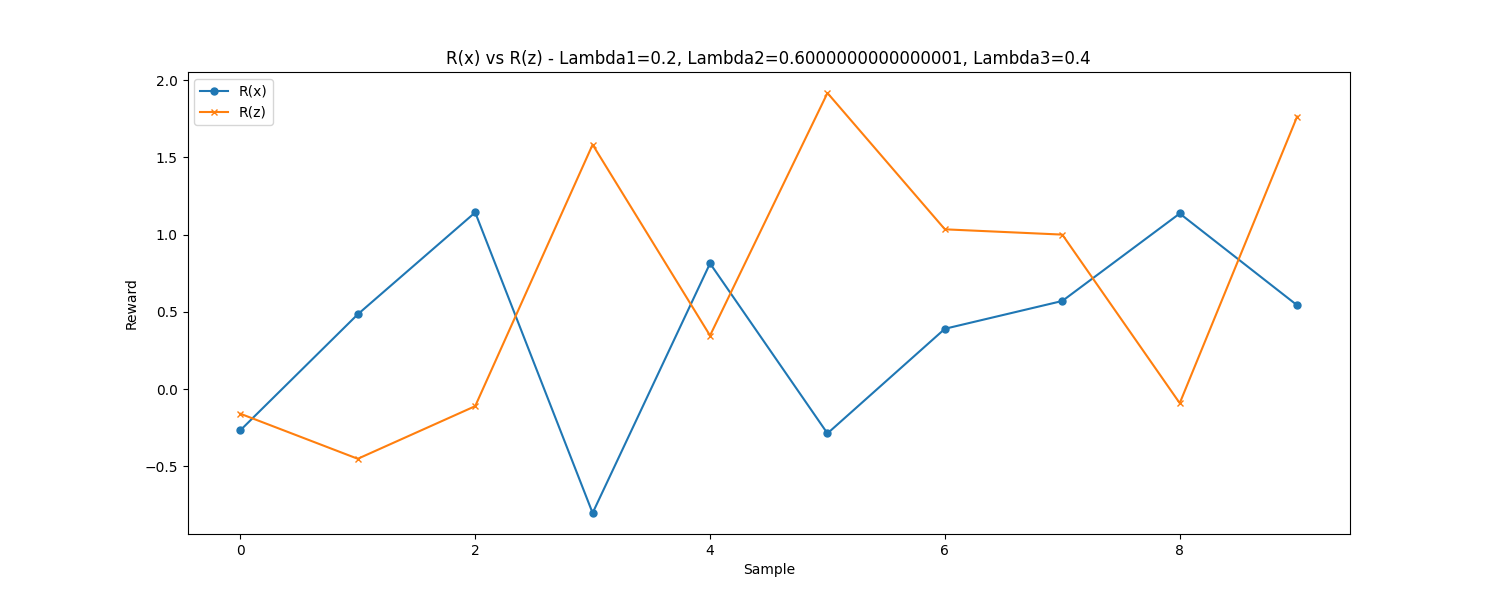 R(x) vs R(z) - Lambda1=0.2, Lambda2=0.6000000000000001, Lambda3=0.4
R(x)
R(z)
2.0
1.5
1.0
0.5
0.0
−0.5
Reward
0 2 4 6 8
Sample